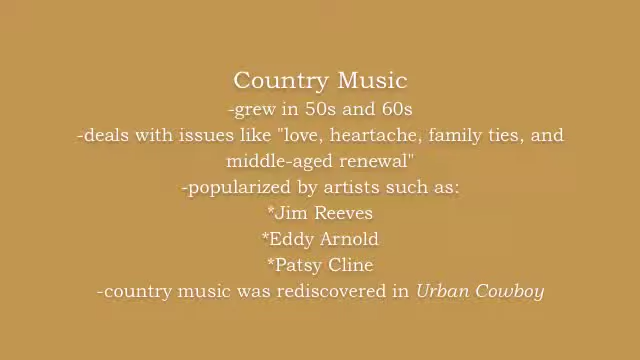 Country Music
-grew in 50s and 60s
-deals with issues like "love, heartache, family ties, and
middle-aged renewal"
-popularized by artists such as:
*Jim Reeves
*Eddy Arnold
*Patsy Cline
-country music was rediscovered in Urban Cowboy